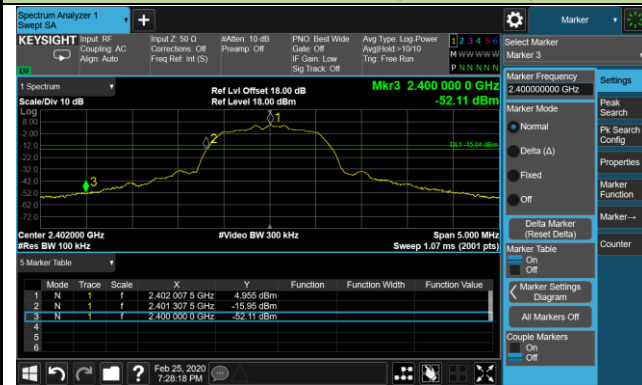 Spectrum Analyzer 1
Swept SA
Marker
KEYSIGHT
Input: RF
Coupling: AC
Align: Auto
Input Z: 50 Ω
Corrections: Off
Freq Ref: Int (S)
#Atten: 10 dB
Preamp: Off
PNO: Best Wide
Gate: Off
IF Gain: Low
Sig Track: Off
Avg Type: Log-Power
Avg|Hold:>10/10
Trig: Free Run
1 2 3 4 5 6
M W W W W W
P N N N N N
1 Spectrum
Scale/Div 10 dB
Log
Ref Lvl Offset 18.00 dB
Ref Level 18.00 dBm
Mkr3 2.400 000 0 GHz
-52.11 dBm
8.00
-2.00
-12.0
-22.0
-32.0
-42.0
-52.0
-62.0
-72.0
1
2
3
DL1 -15.04 dBm
Center 2.402000 GHz
#Res BW 100 kHz
#Video BW 300 kHz
Span 5.000 MHz
Sweep 1.07 ms (2001 pts)
5 Marker Table
Mode Trace Scale X Y Function Function Width Function Value
1 N 1 f 2.402 007 5 GHz 4.955 dBm
2 N 1 f 2.401 307 5 GHz -15.95 dBm
3 N 1 f 2.400 000 0 GHz -52.11 dBm
4
5
6
Feb 25, 2020
7:28:18 PM
Select Marker
Marker 3
Marker Frequency
2.400000000 GHz
Marker Mode
Normal
Delta (Δ)
Fixed
Off
Delta Marker
(Reset Delta)
Marker Table
On
Off
Marker Settings
Diagram
All Markers Off
Couple Markers
On
Off
Settings
Peak
Search
Pk Search
Config
Properties
Marker
Function
Marker→
Counter